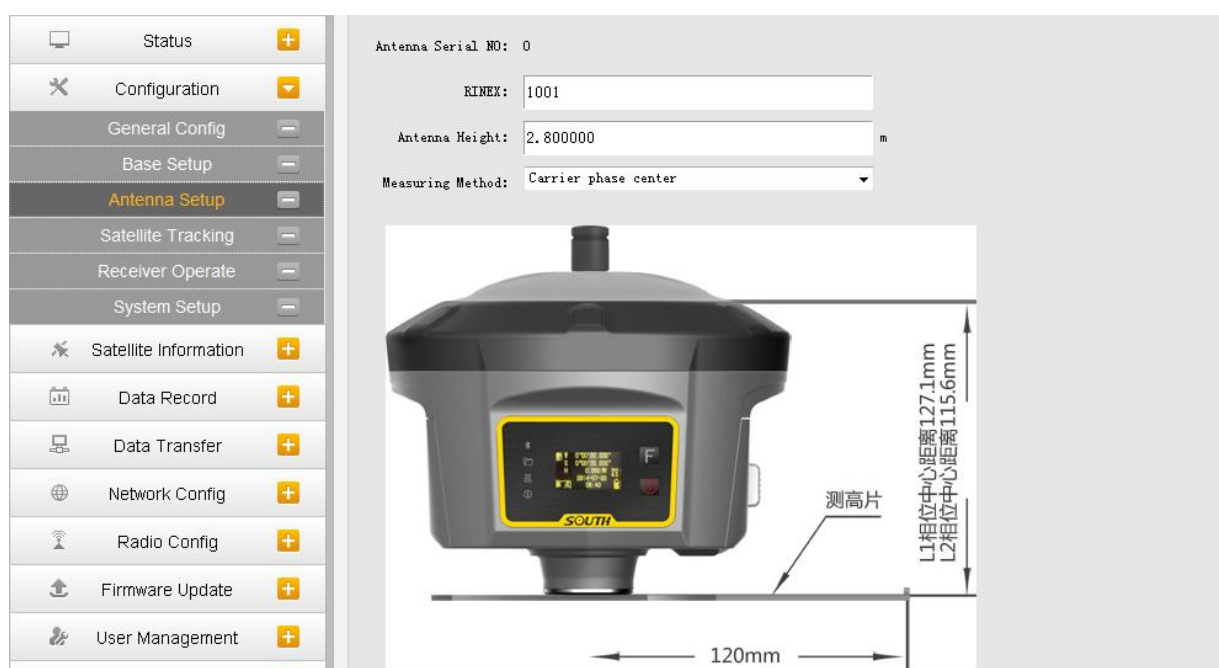 Status
Configuration
General Config
Base Setup
Antenna Setup
Satellite Tracking
Receiver Operate
System Setup
Satellite Information
Data Record
Data Transfer
Network Config
Radio Config
Firmware Update
User Management
Antenna Serial NO: 0
RINEX: 1001
Antenna Height: 2.800000 m
Measuring Method: Carrier phase center
F
SOUTH
测高片
L1相位中心距离127.1mm
L2相位中心距离115.6mm
120mm